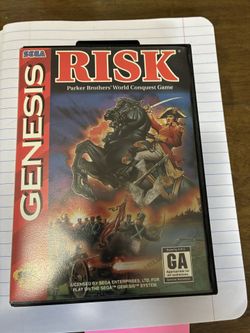 SEGA
GENESIS
RISK
Parker Brothers' World Conquest Game
GA
LICENSED BY SEGA ENTERPRISES, LTD. FOR
PLAY ON THE SEGA™ GENESIS™ SYSTEM.